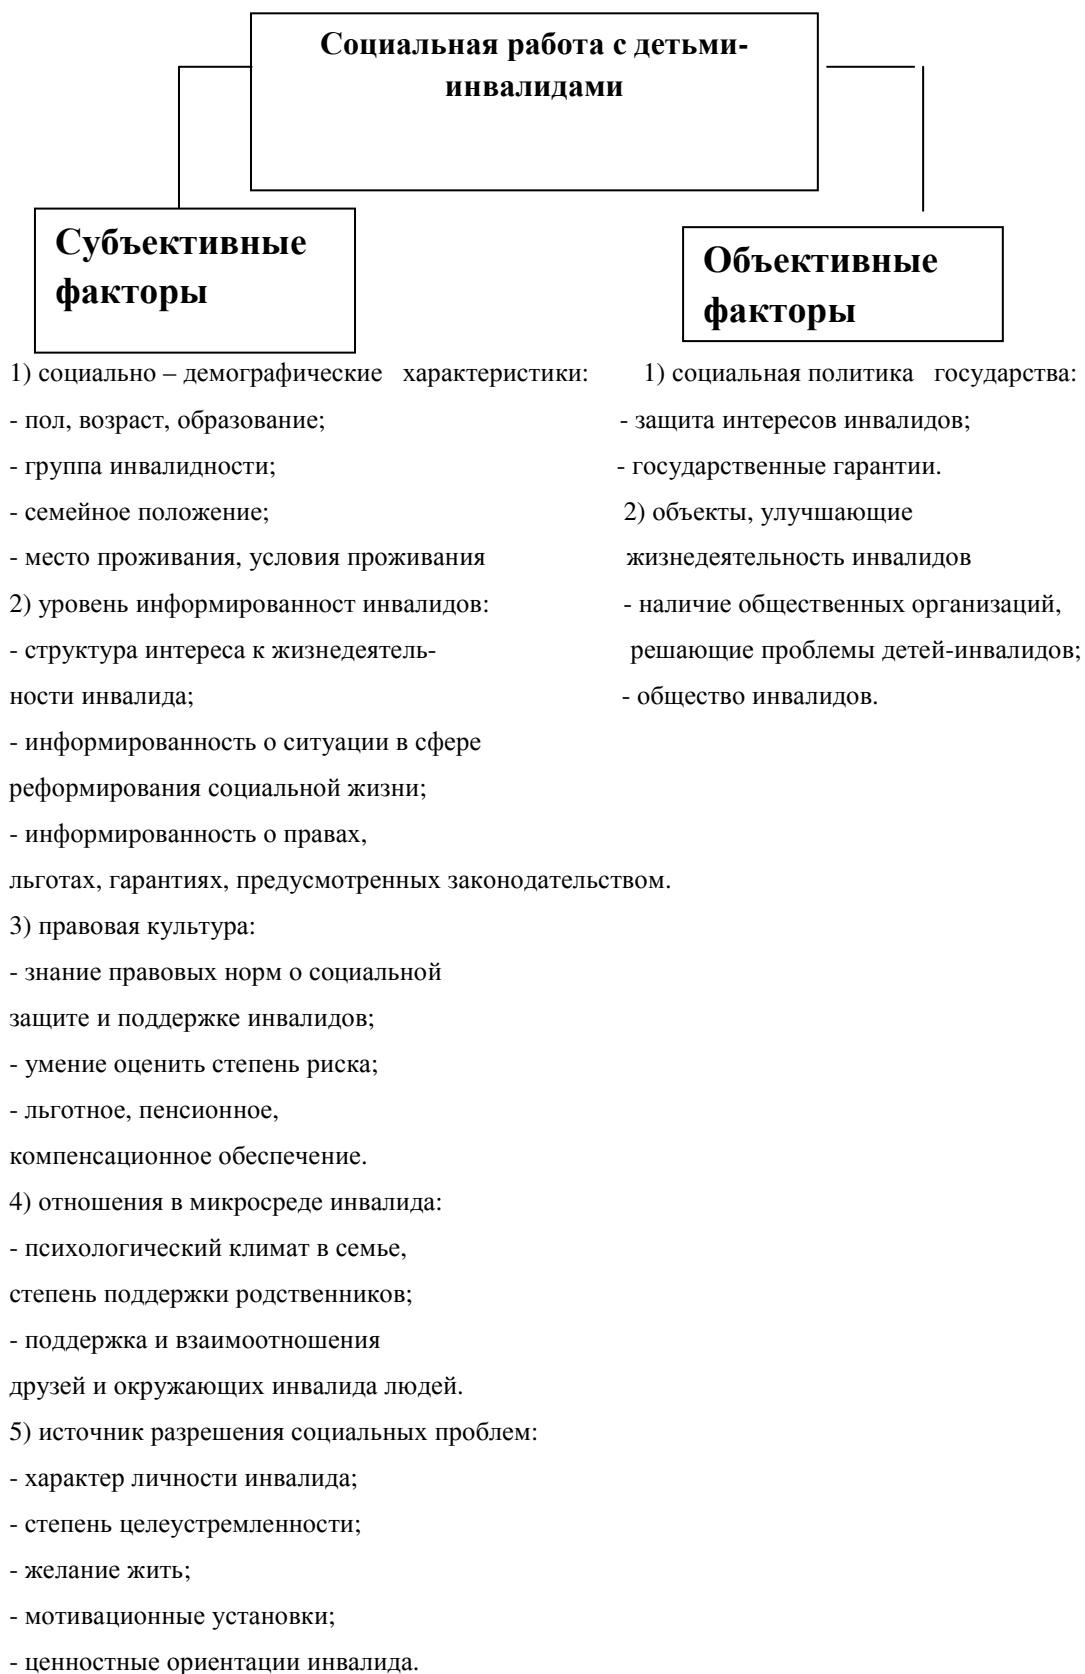 Социальная работа с детьми-
инвалидами
Субъективные
факторы
Объективные
факторы
1) социально – демографические характеристики:
- пол, возраст, образование;
- группа инвалидности;
- семейное положение;
- место проживания, условия проживания
2) уровень информированност инвалидов:
- структура интереса к жизнедеятель-
ности инвалида;
- информированность о ситуации в сфере
реформирования социальной жизни;
- информированность о правах,
льготах, гарантиях, предусмотренных законодательством.
3) правовая культура:
- знание правовых норм о социальной
защите и поддержке инвалидов;
- умение оценить степень риска;
- льготное, пенсионное,
компенсационное обеспечение.
4) отношения в микросреде инвалида:
- психологический климат в семье,
степень поддержки родственников;
- поддержка и взаимоотношения
друзей и окружающих инвалида людей.
5) источник разрешения социальных проблем:
- характер личности инвалида;
- степень целеустремленности;
- желание жить;
- мотивационные установки;
- ценностные ориентации инвалида.
1) социальная политика государства:
- защита интересов инвалидов;
- государственные гарантии.
2) объекты, улучшающие
жизнедеятельность инвалидов
- наличие общественных организаций,
решающие проблемы детей-инвалидов;
- общество инвалидов.